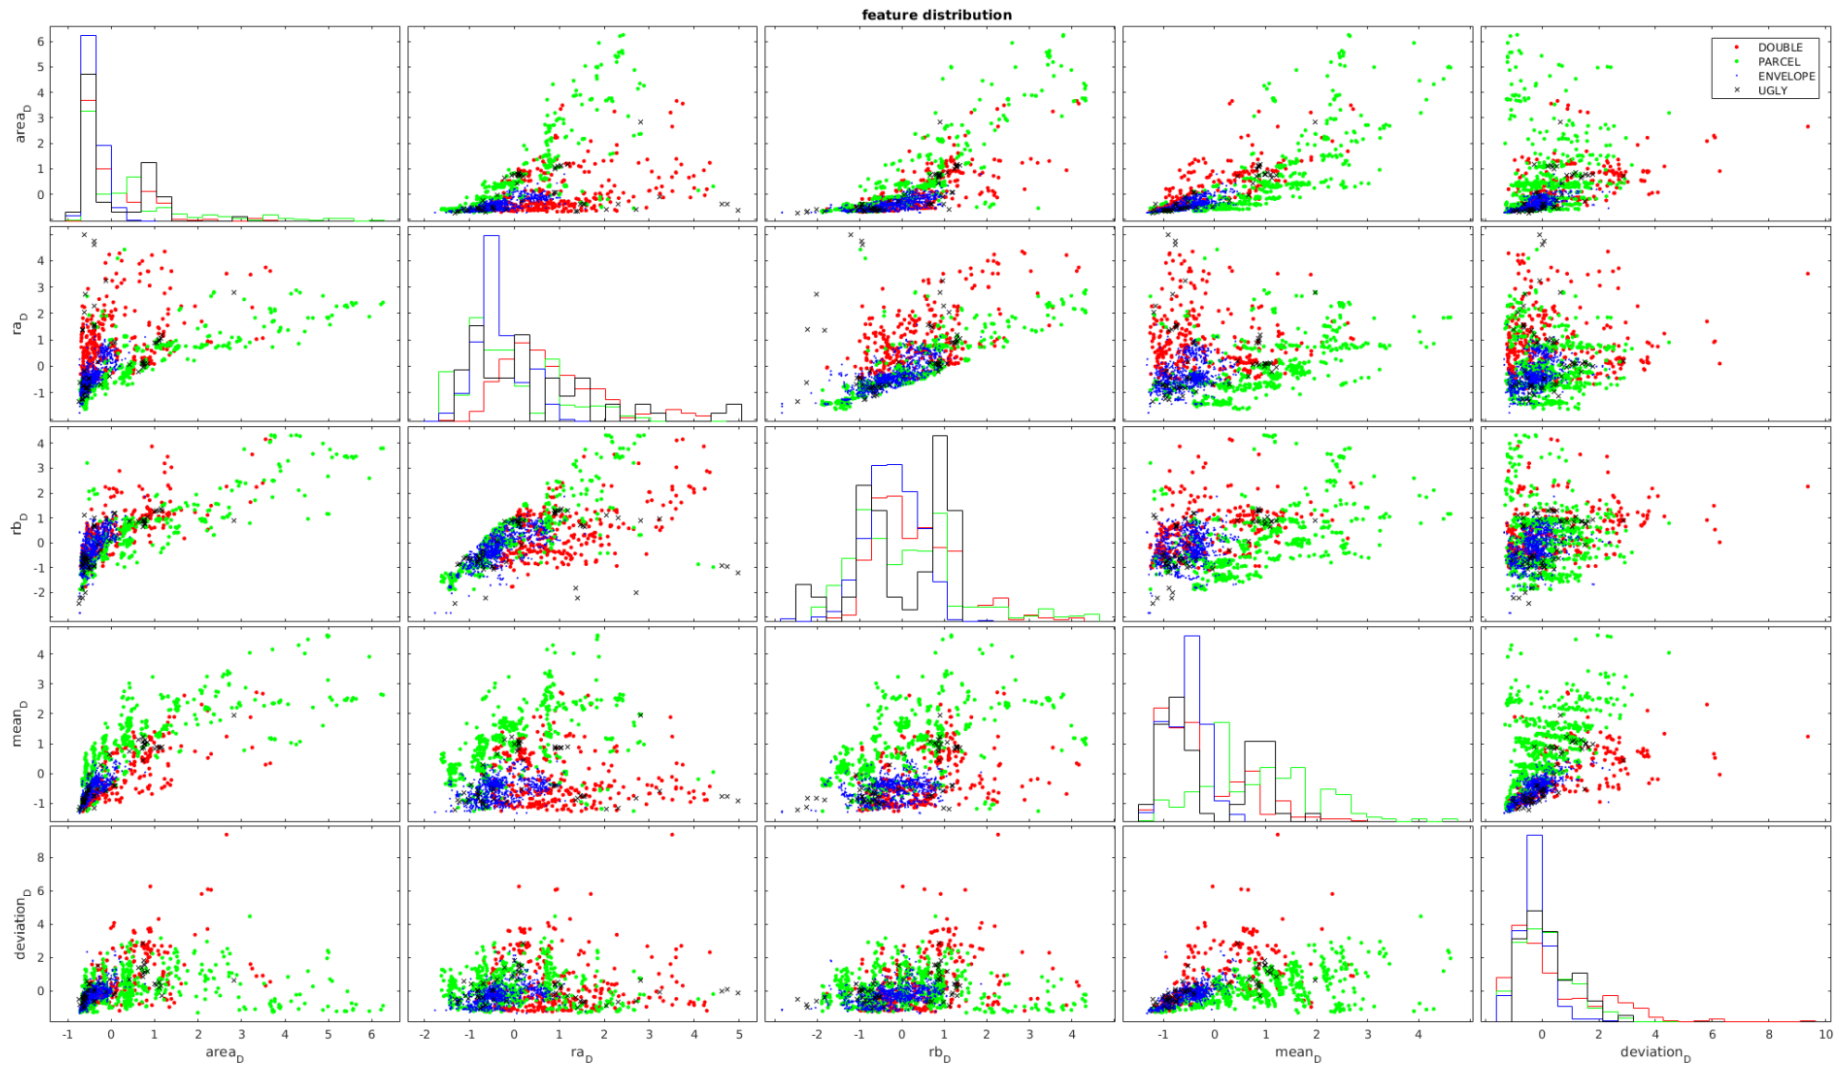 feature distribution
DOUBLE
PARCEL
ENVELOPE
UGLY
area_D
6
5
4
3
2
1
0
ra_D
4
3
2
1
0
-1
rb_D
4
3
2
1
0
-1
-2
mean_D
4
3
2
1
0
-1
deviation_D
8
6
4
2
0
-1 0 1 2 3 4 5 6
-2 -1 0 1 2 3 4 5
-2 -1 0 1 2 3 4
-1 0 1 2 3 4
0 2 4 6 8 10
area_D
ra_D
rb_D
mean_D
deviation_D